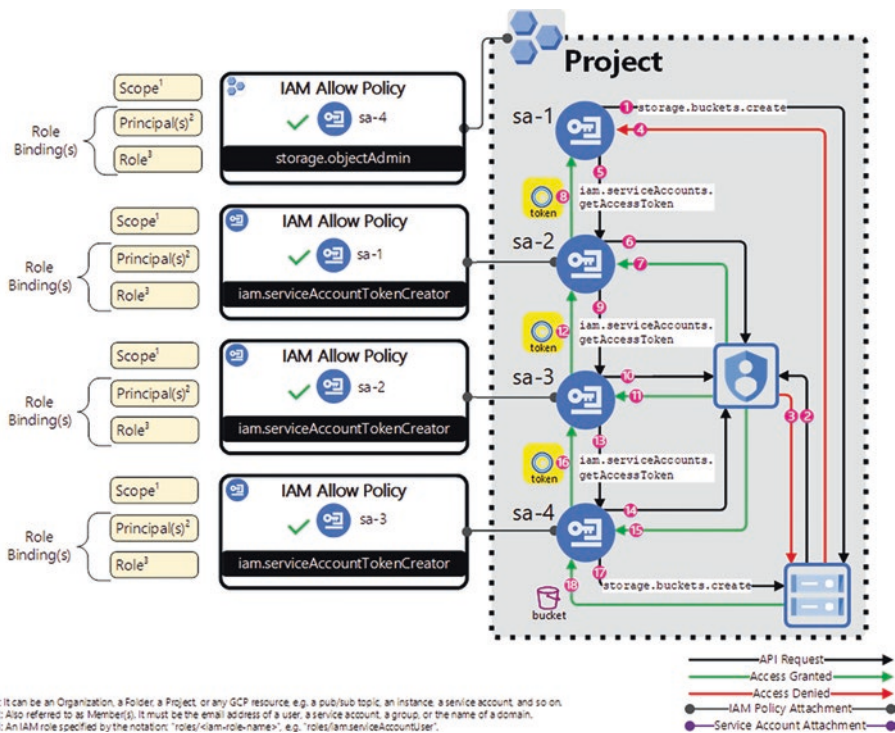 Project
Scope¹
Principal(s)²
Role³
Role
Binding(s)
IAM Allow Policy
sa-4
storage.objectAdmin
Scope¹
Principal(s)²
Role³
Role
Binding(s)
IAM Allow Policy
sa-1
iam.serviceAccountTokenCreator
Scope¹
Principal(s)²
Role³
Role
Binding(s)
IAM Allow Policy
sa-2
iam.serviceAccountTokenCreator
Scope¹
Principal(s)²
Role³
Role
Binding(s)
IAM Allow Policy
sa-3
iam.serviceAccountTokenCreator
sa-1
1
storage.buckets.create
4
5
token
8
iam.serviceAccounts.
getAccessToken
sa-2
6
7
9
token
12
iam.serviceAccounts.
getAccessToken
sa-3
10
11
3
2
13
token
16
iam.serviceAccounts.
getAccessToken
sa-4
14
15
17
18
storage.buckets.create
bucket
API Request
Access Granted
Access Denied
IAM Policy Attachment
Service Account Attachment
: It can be an Organization, a Folder, a Project, or any GCP resource, e.g. a pub/sub topic, an instance, a service account, and so on.
: Also referred to as Member(s). It must be the email address of a user, a service account, a group, or the name of a domain.
: An IAM role specified by the notation: "roles/<iam-role-name>", e.g. "roles/iam.serviceAccountUser".